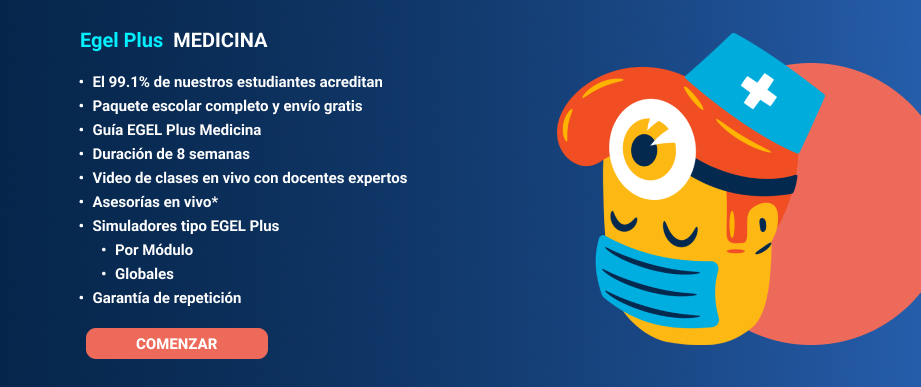 Egel Plus MEDICINA
• El 99.1% de nuestros estudiantes acreditan
• Paquete escolar completo y envío gratis
• Guía EGEL Plus Medicina
• Duración de 8 semanas
• Video de clases en vivo con docentes expertos
• Asesorías en vivo*
• Simuladores tipo EGEL Plus
• Por Módulo
• Globales
• Garantía de repetición
COMENZAR